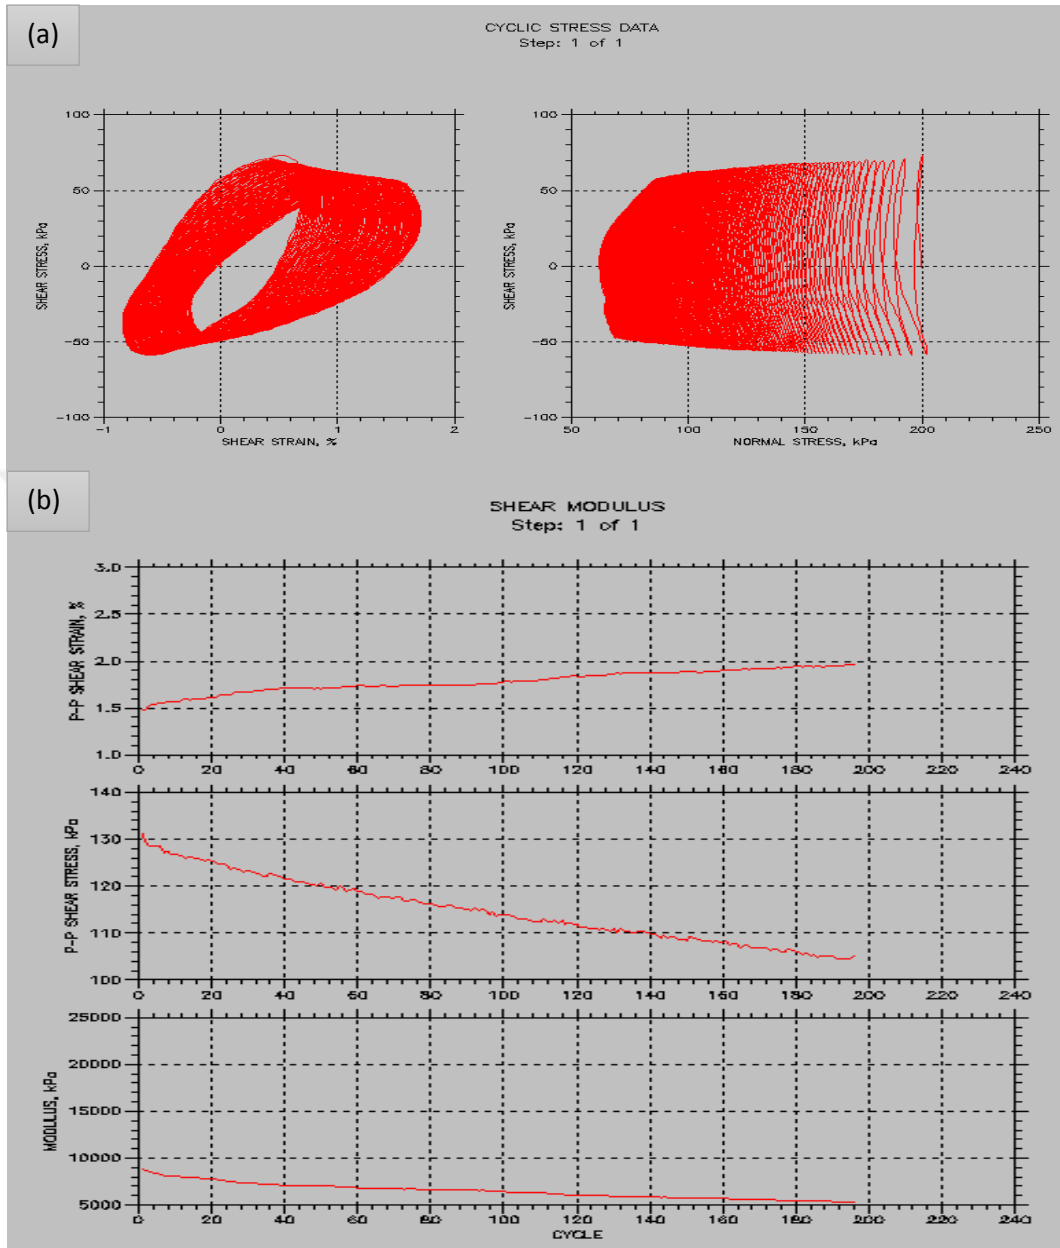 (a)
CYCLIC STRESS DATA
Step: 1 of 1
100
50
0
-50
-100
SHEAR STRESS, kPa
-1 0 1 2
SHEAR STRAIN, %
100
50
0
-50
-100
SHEAR STRESS, kPa
50 100 150 200 250
NORMAL STRESS, kPa
(b)
SHEAR MODULUS
Step: 1 of 1
3.0
2.5
2.0
1.5
1.0
P-P SHEAR STRAIN, %
0 20 40 60 80 100 120 140 160 180 200 220 240
140
130
120
110
100
P-P SHEAR STRESS, kPa
0 20 40 60 80 100 120 140 160 180 200 220 240
25000
20000
15000
10000
5000
MODULUS, kPa
0 20 40 60 80 100 120 140 160 180 200 220 240
CYCLE